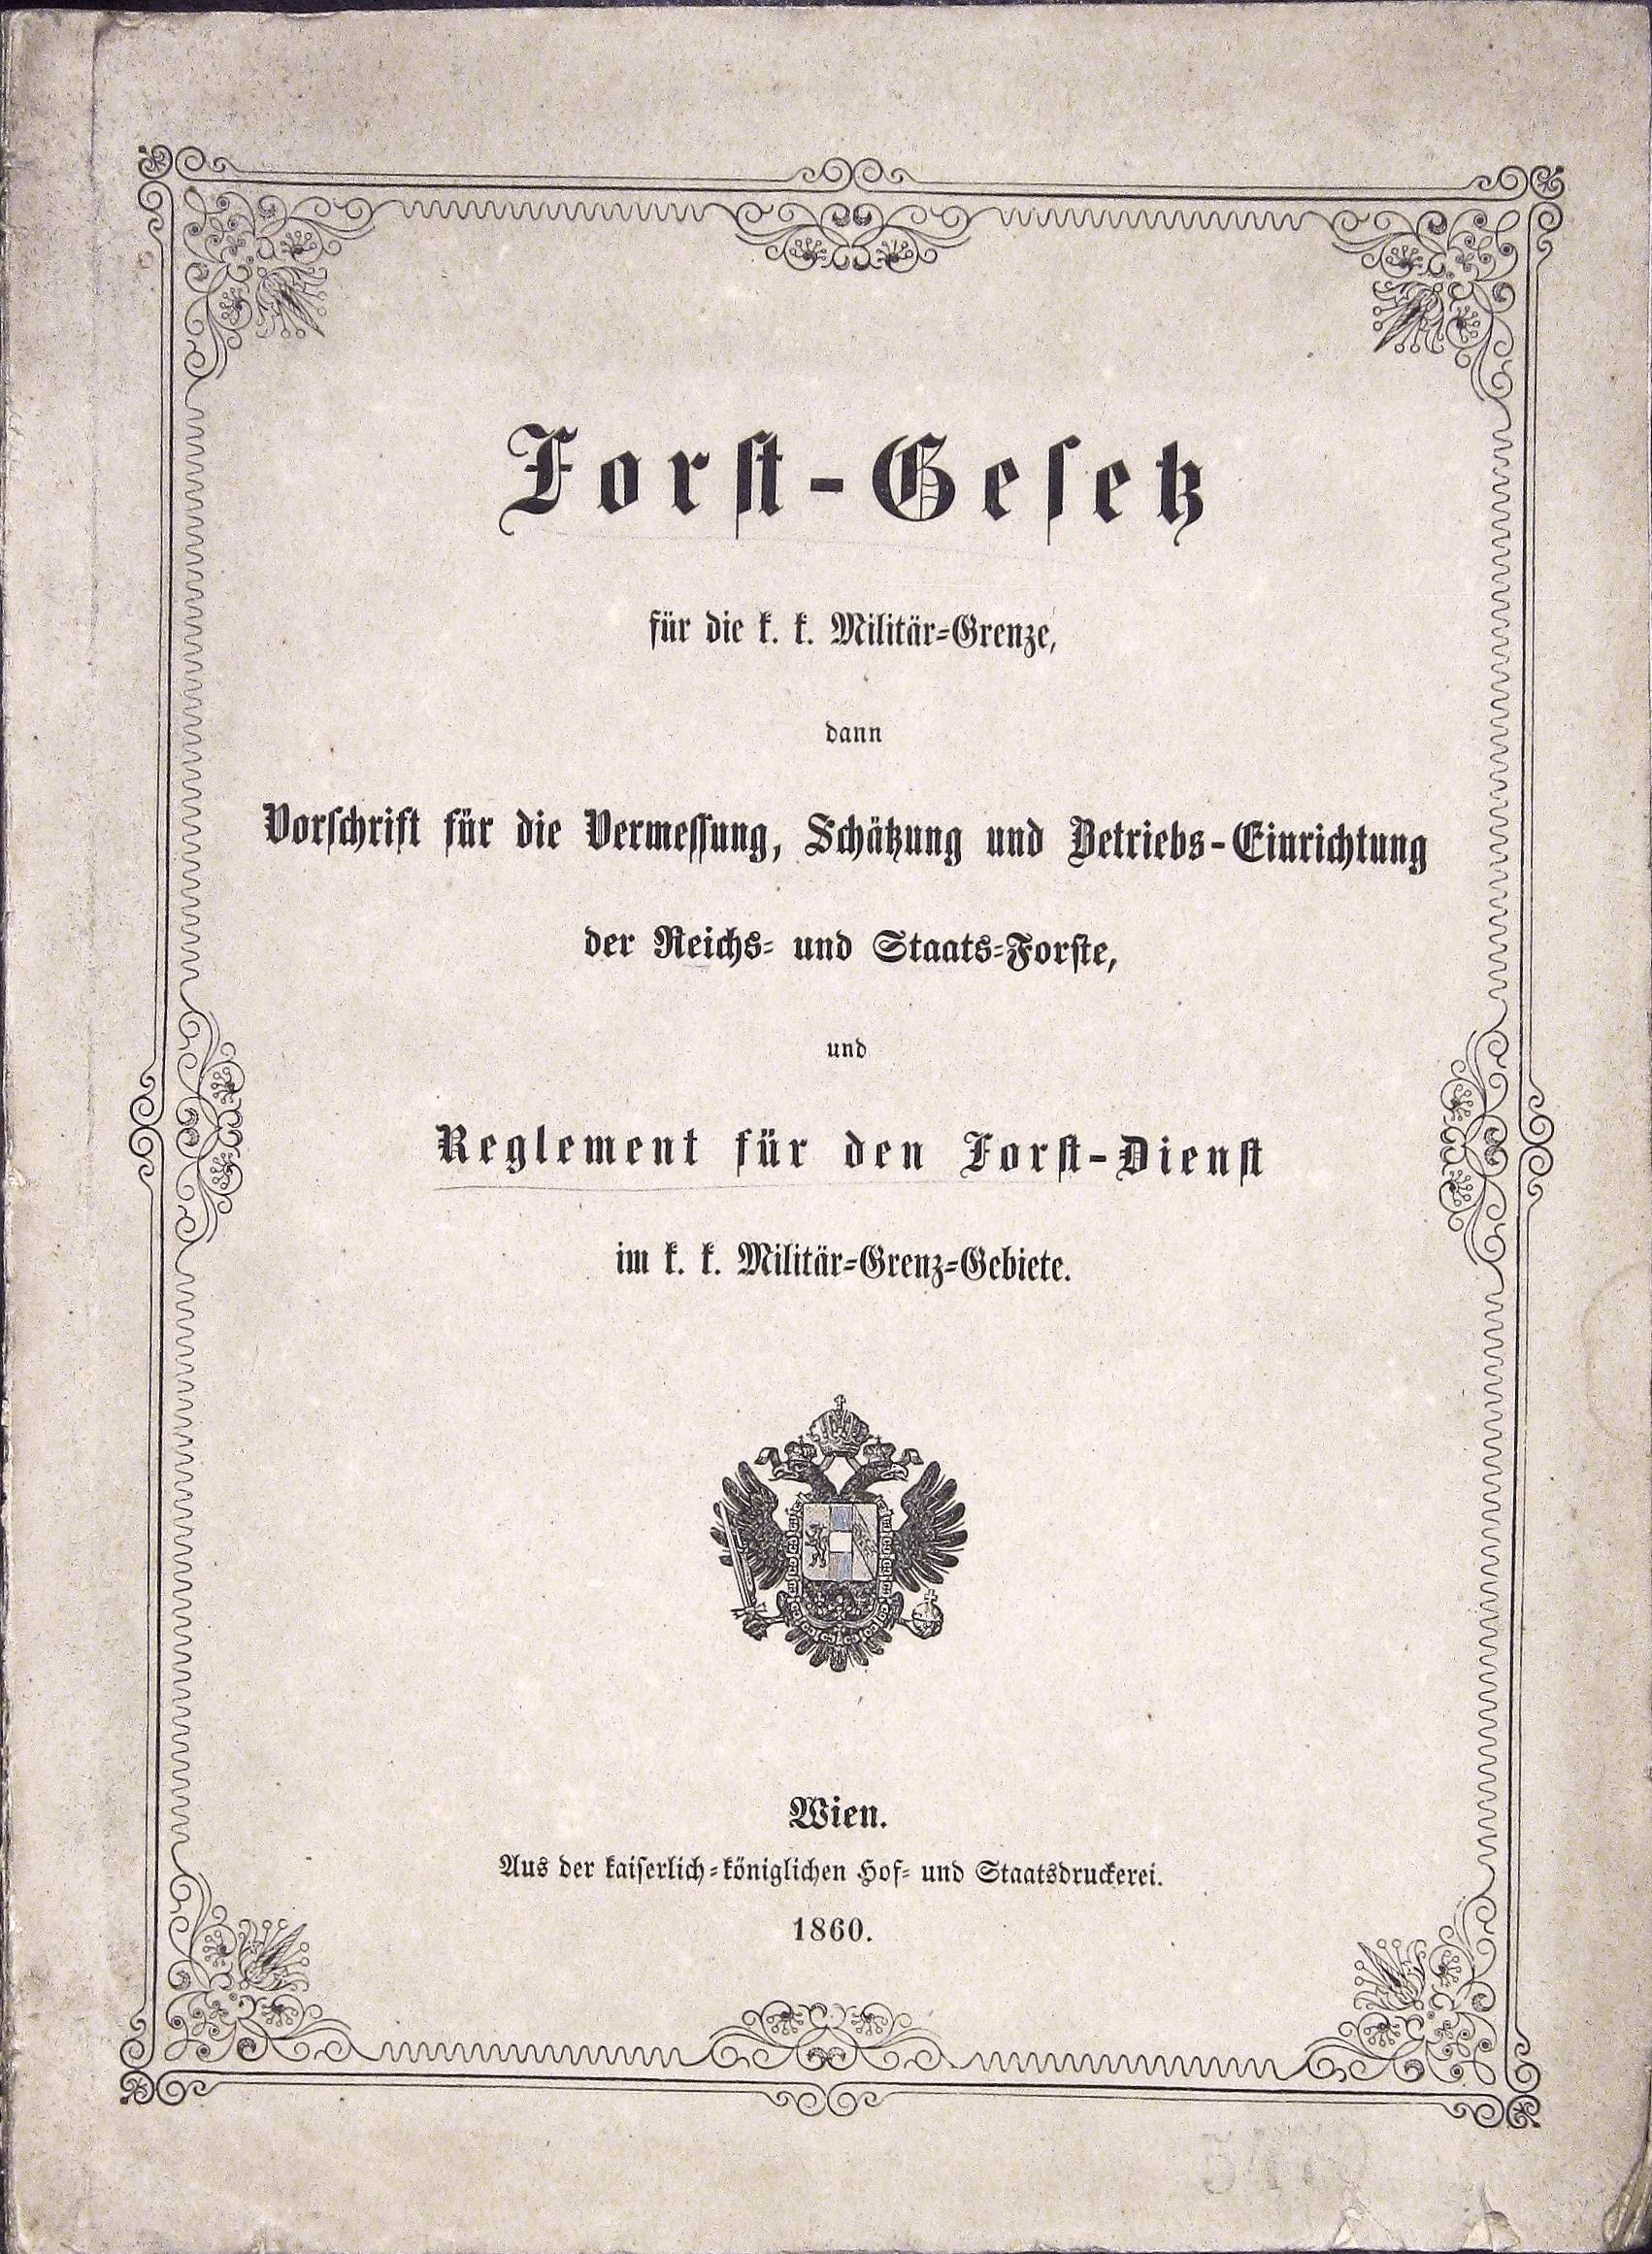 Forst-Gesetz
für die k. k. Militär-Grenze,
dann
Vorschrift für die Vermessung, Schätzung und Betriebs-Einrichtung
der Reichs- und Staats-Forste,
und
Reglement für den Forst-Dienst
im k. k. Militär-Grenz-Gebiete.
Wien.
Aus der kaiserlich-königlichen Hof- und Staatsdruckerei.
1860.